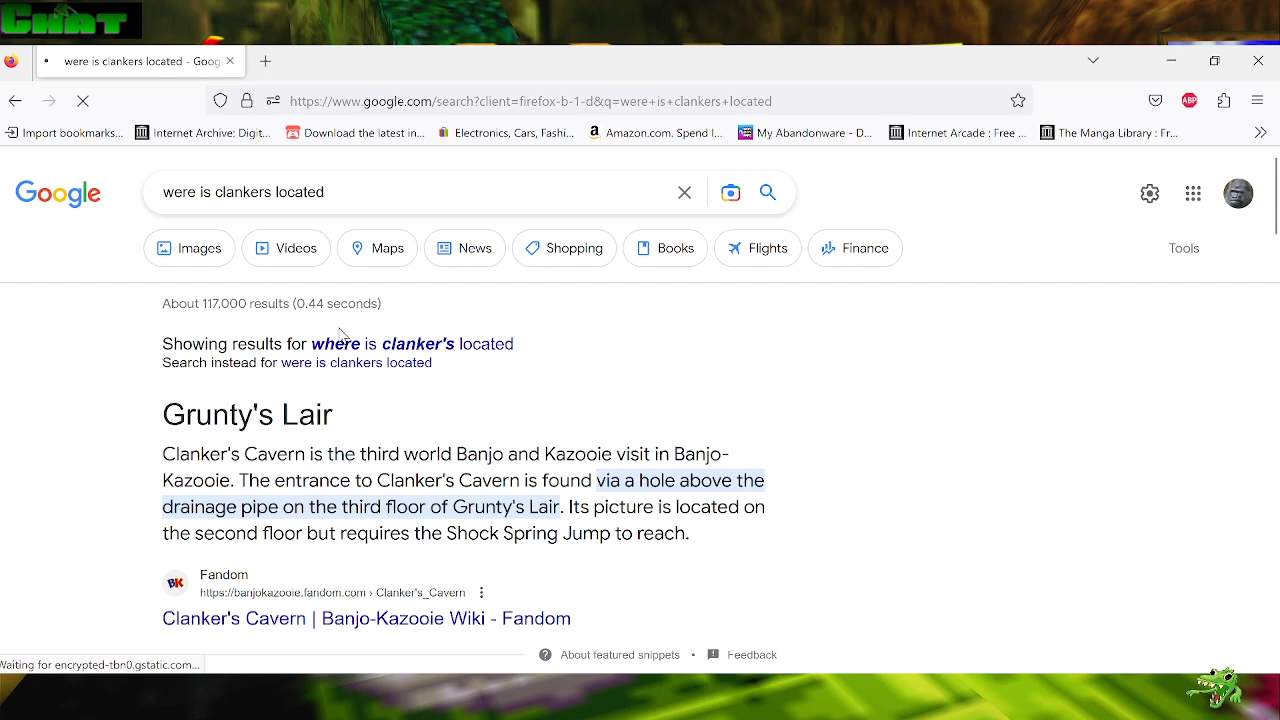 CHAT
were is clankers located - Goog
https://www.google.com/search?client=firefox-b-1-d&q=were+is+clankers+located
Import bookmarks...
Internet Archive: Digit...
Download the latest in...
Electronics, Cars, Fashi...
Amazon.com. Spend l...
My Abandonware. D...
Internet Arcade : Free ...
The Manga Library : Fr...
ABP
Google
were is clankers located
Images
Videos
Maps
News
Shopping
Books
Flights
Finance
Tools
About 117,000 results (0.44 seconds)
Showing results for where is clanker's located
Search instead for were is clankers located
Grunty's Lair
Clanker's Cavern is the third world Banjo and Kazooie visit in Banjo-
Kazooie. The entrance to Clanker's Cavern is found via a hole above the
drainage pipe on the third floor of Grunty's Lair. Its picture is located on
the second floor but requires the Shock Spring Jump to reach.
BK
Fandom
https://banjokazooie.fandom.com › Clanker's_Cavern
Clanker's Cavern | Banjo-Kazooie Wiki - Fandom
About featured snippets • Feedback
Waiting for encrypted-tbn0.gstatic.com...